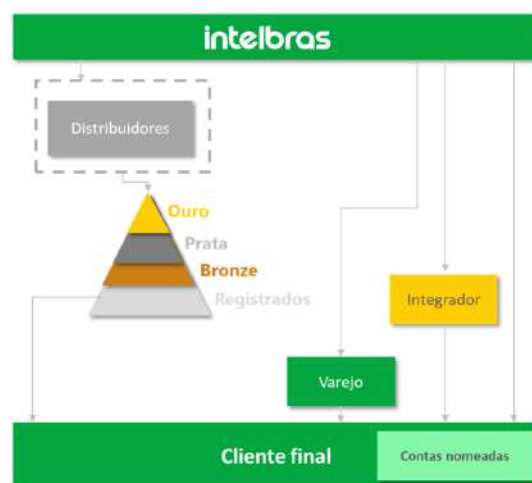 intelbras
Distribuidores
Ouro
Prata
Bronze
Registrados
Integrador
Varejo
Cliente final
Contas nomeadas